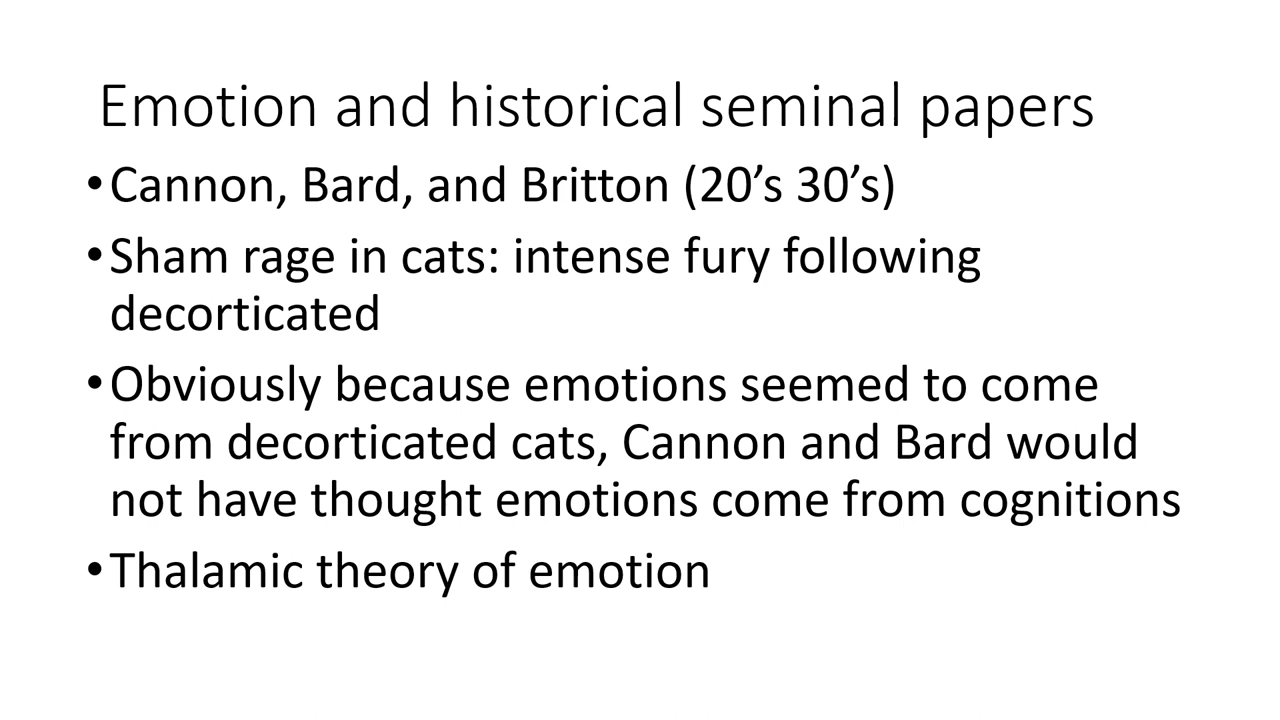 Emotion and historical seminal papers
•Cannon, Bard, and Britton (20’s 30’s)
•Sham rage in cats: intense fury following
decorticated
•Obviously because emotions seemed to come
from decorticated cats, Cannon and Bard would
not have thought emotions come from cognitions
•Thalamic theory of emotion